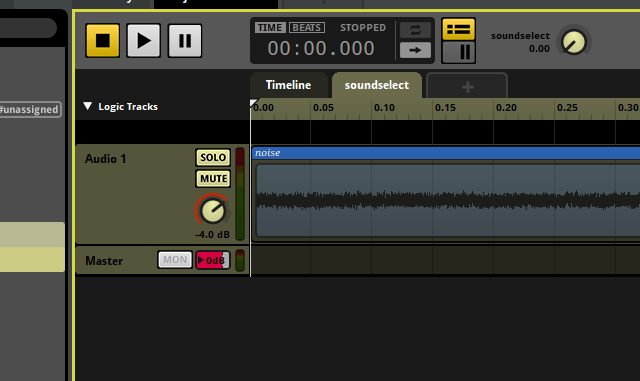 TIME BEATS STOPPED
00:00.000
soundselect
0.00
Timeline soundselect +
#unassigned
Logic Tracks
0.00 0.05 0.10 0.15 0.20 0.25 0.30
Audio 1
SOLO
MUTE
-4.0 dB
noise
Master
MON
0dB